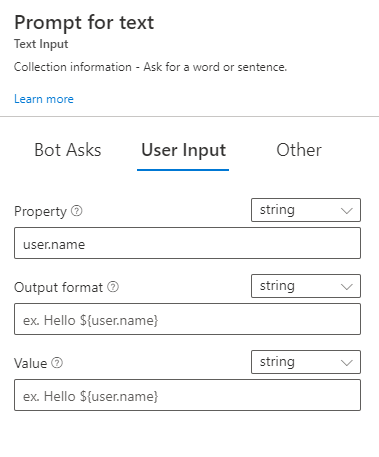 Prompt for text
Text Input
Collection information - Ask for a word or sentence.
Learn more
Bot Asks User Input Other
Property ? string
user.name
Output format ? string
ex. Hello ${user.name}
Value ? string
ex. Hello ${user.name}